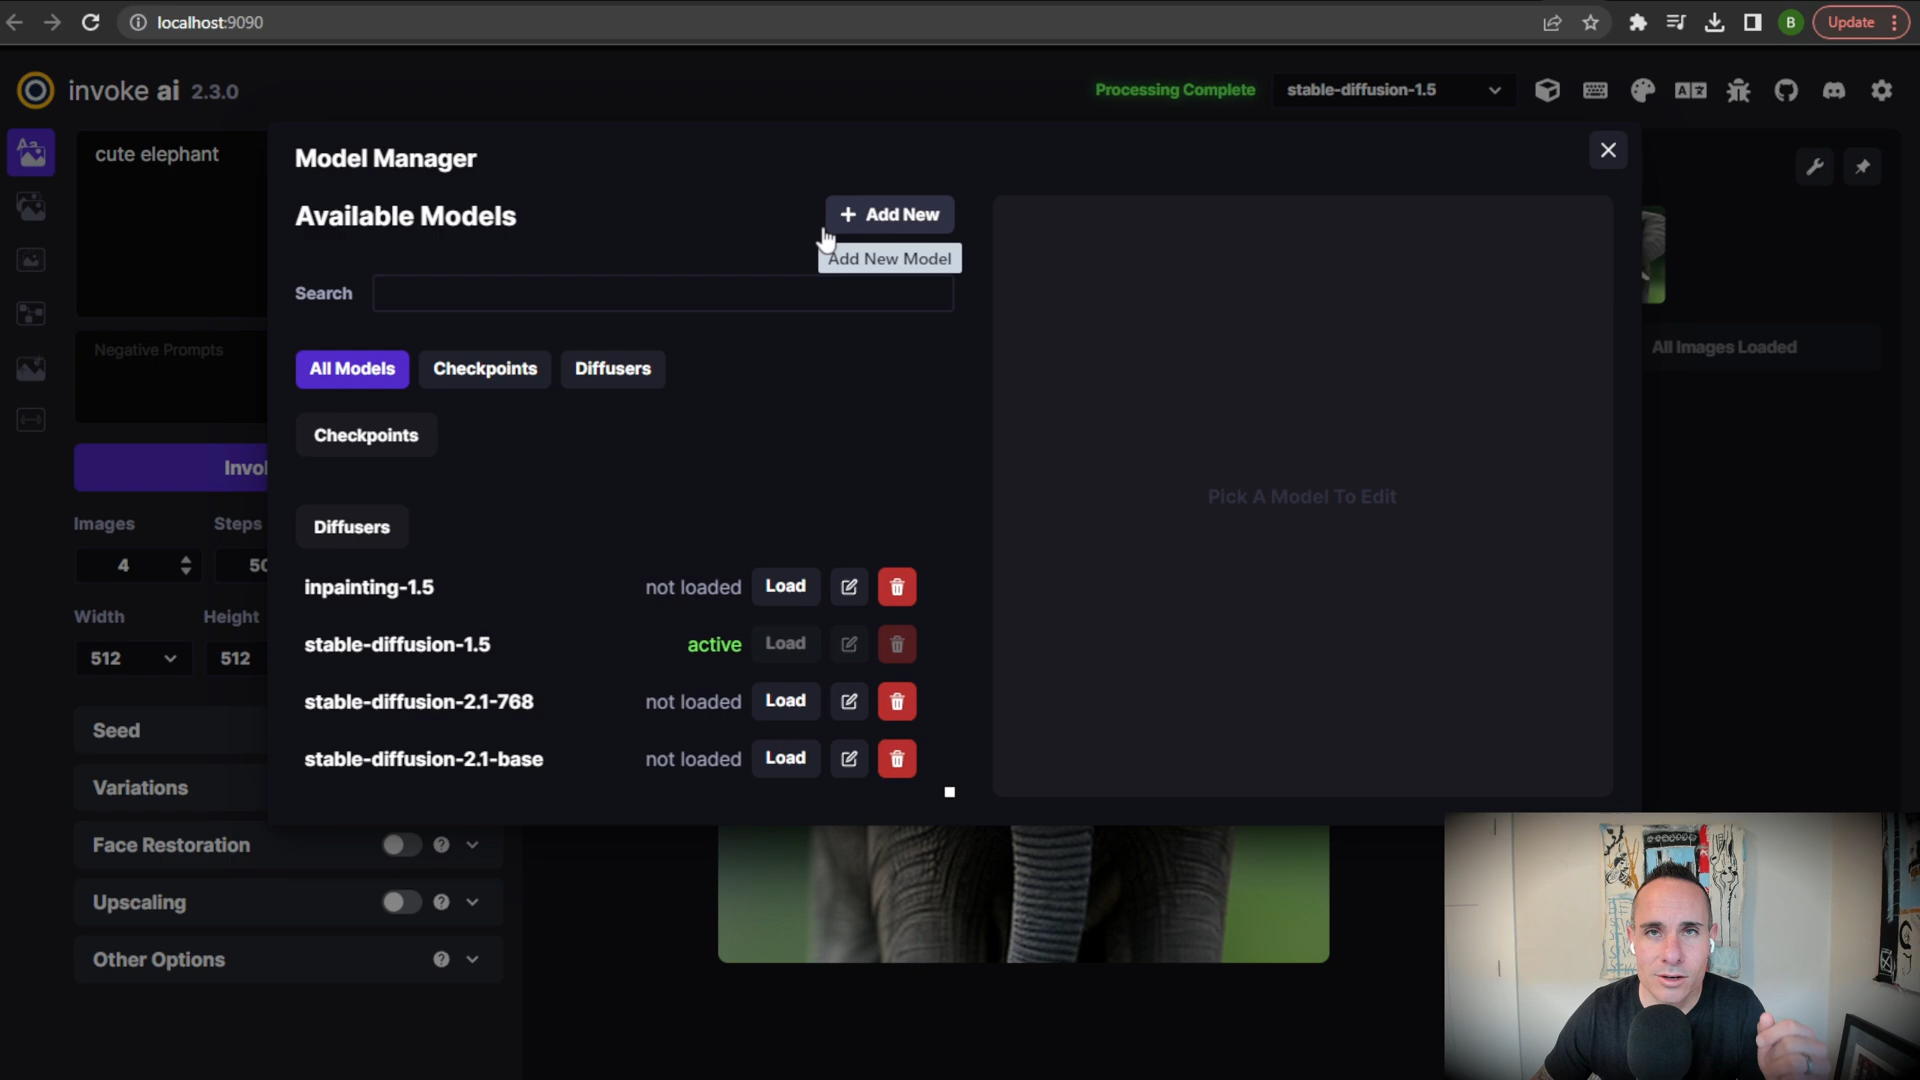 localhost:9090
B
Update
invoke ai 2.3.0
Processing Complete
stable-diffusion-1.5
cute elephant
Model Manager
Available Models
+ Add New
Add New Model
Search
Negative Prompts
All Models
Checkpoints
Diffusers
All Images Loaded
Checkpoints
Invo
Pick A Model To Edit
Images
Steps
Diffusers
4
50
inpainting-1.5
not loaded
Load
Width
Height
stable-diffusion-1.5
active
Load
512
512
stable-diffusion-2.1-768
not loaded
Load
Seed
stable-diffusion-2.1-base
not loaded
Load
Variations
Face Restoration
Upscaling
Other Options